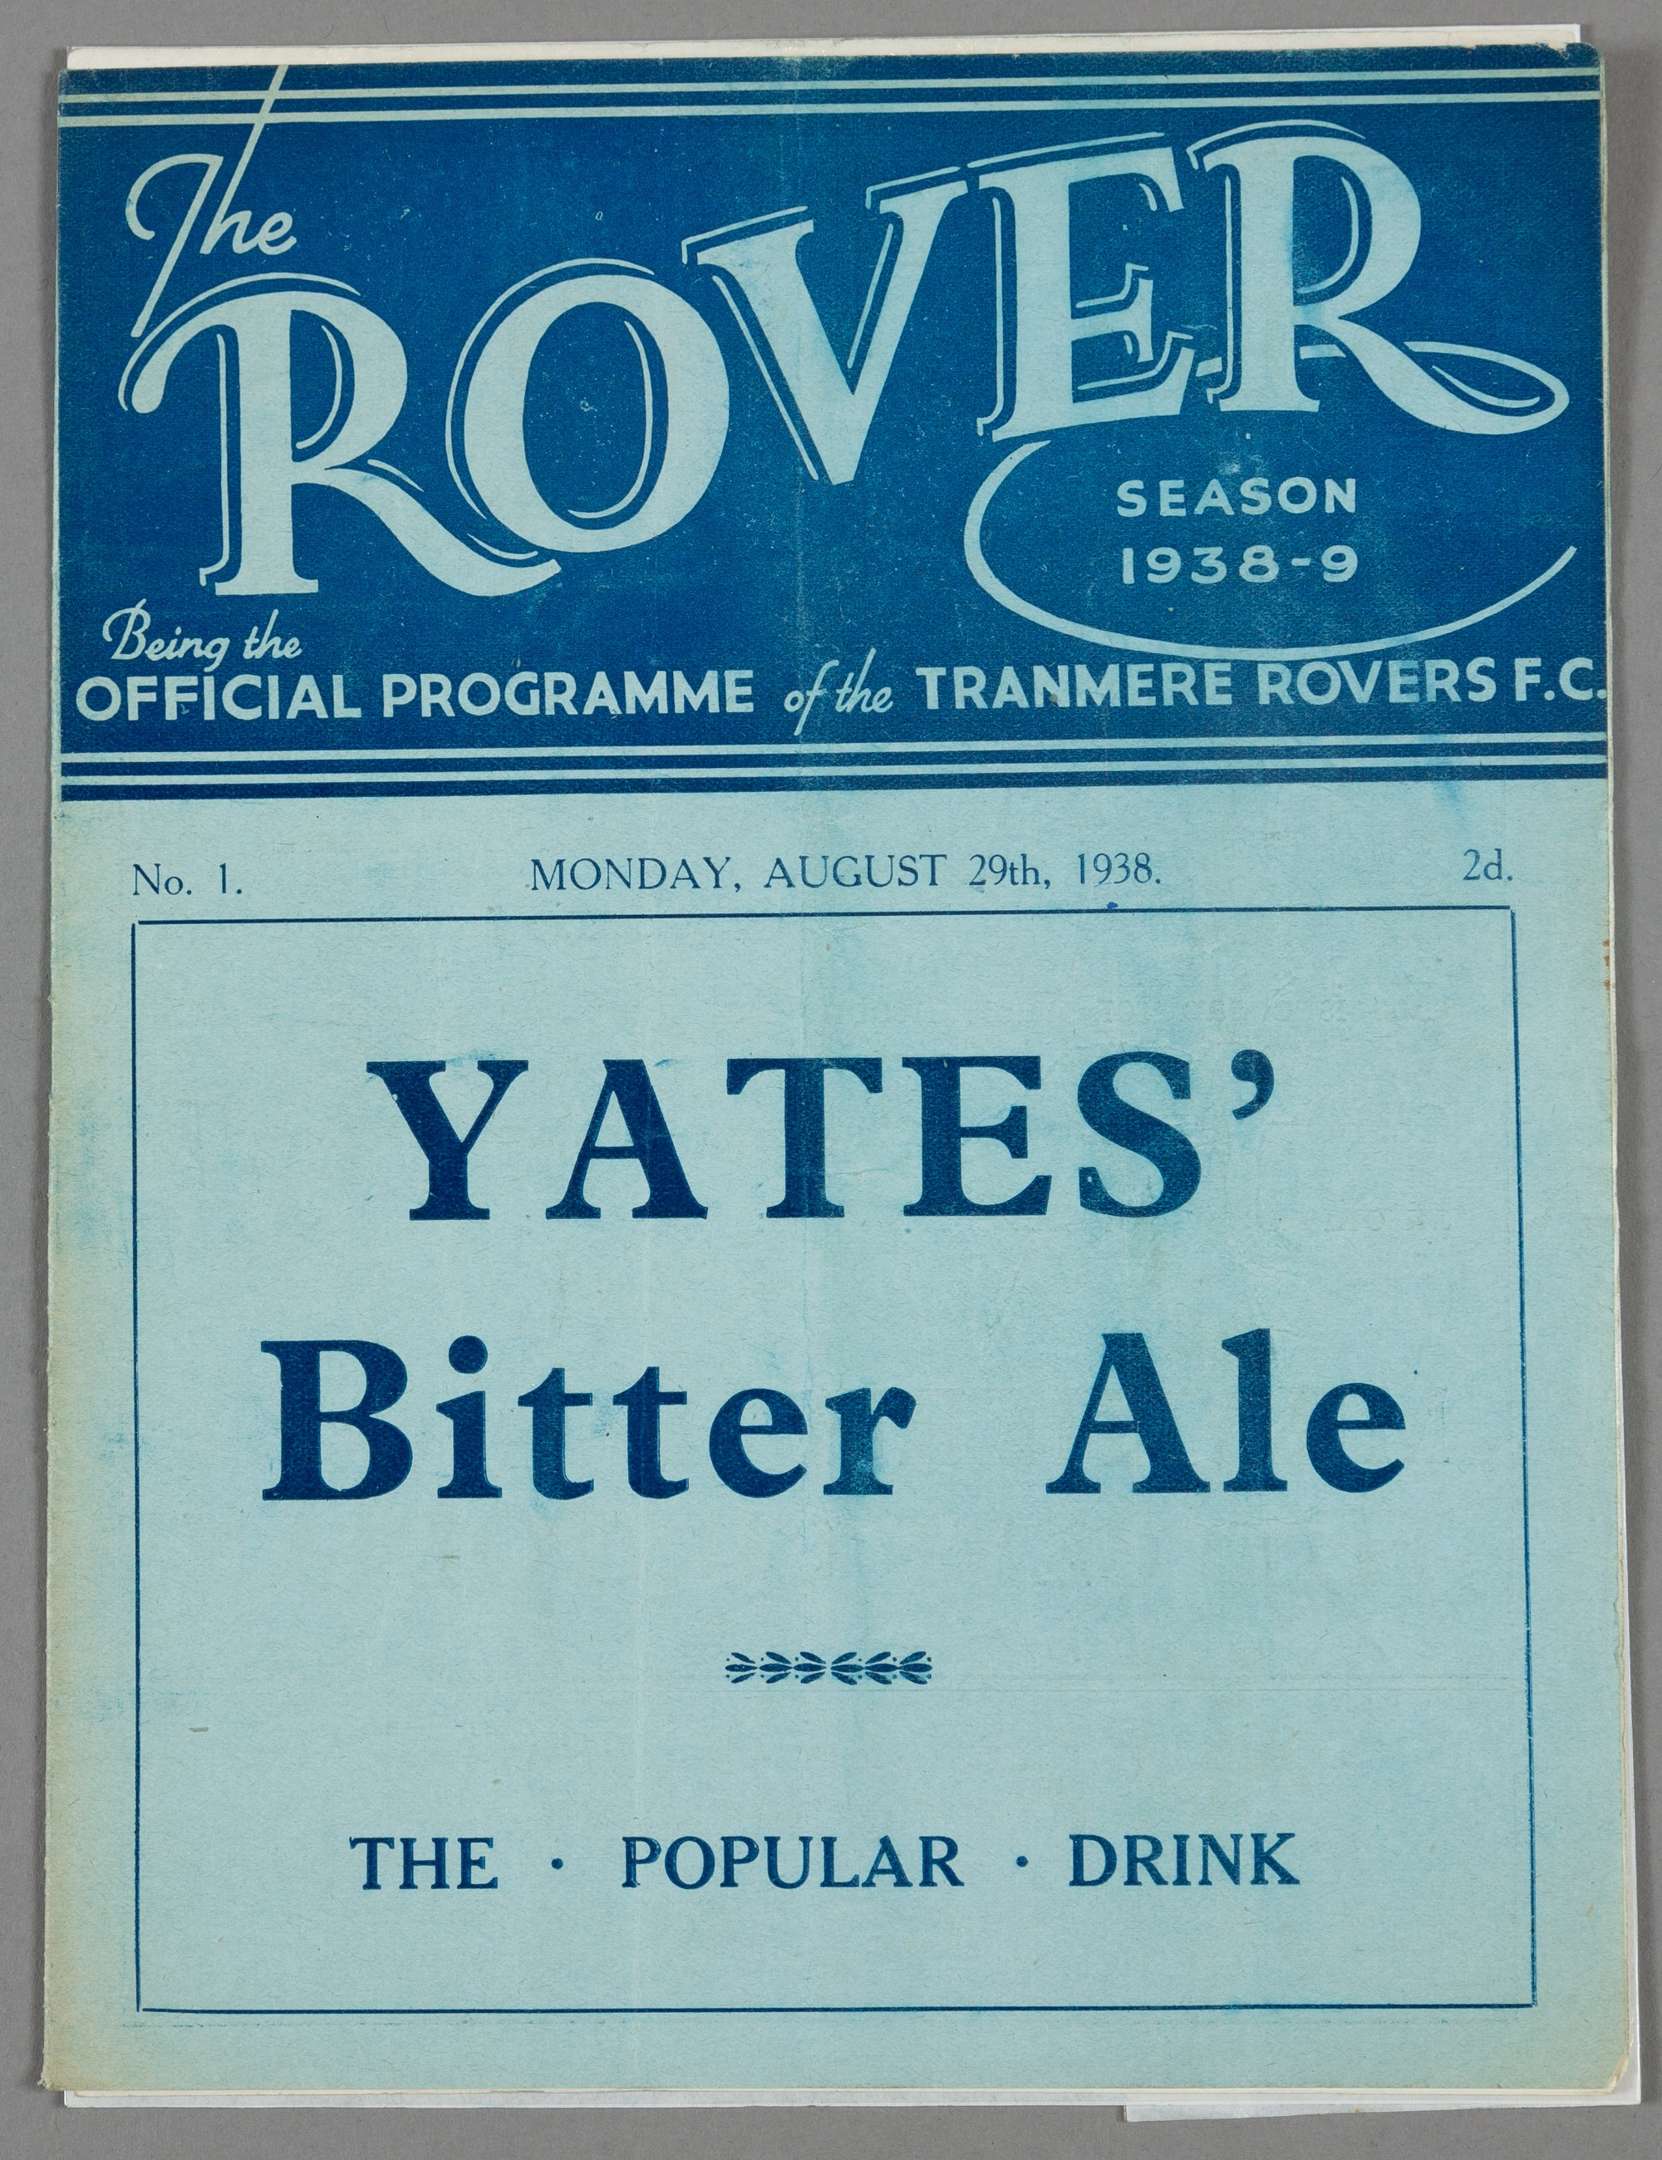 The
ROVER
SEASON
1938-9
Being the
OFFICIAL PROGRAMME of the TRANMERE ROVERS F.C.
No. 1. MONDAY, AUGUST 29th, 1938. 2d.
YATES'
Bitter Ale
THE · POPULAR · DRINK